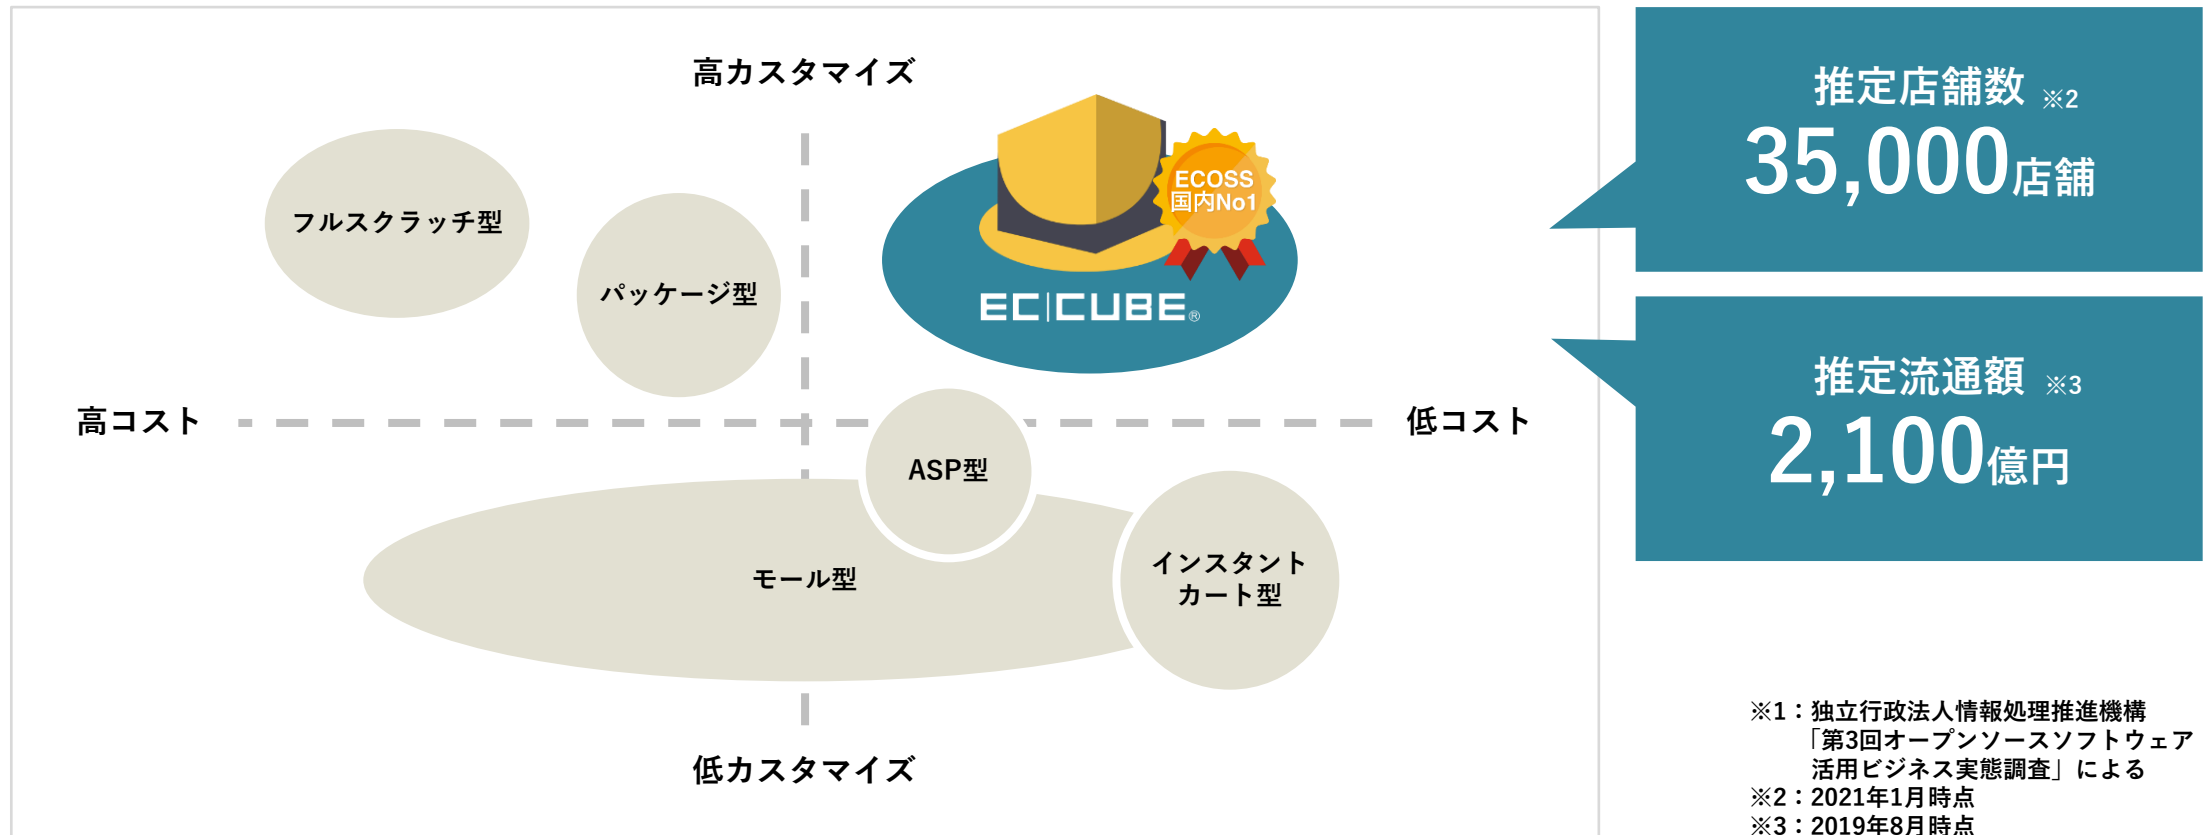 高カスタマイズ
フルスクラッチ型
パッケージ型
ECOSS
国内No1
EC|CUBE®
高コスト
低コスト
ASP型
モール型
インスタント
カート型
低カスタマイズ
推定店舗数 ※2
35,000店舗
推定流通額 ※3
2,100億円
※1：独立行政法人情報処理推進機構
「第3回オープンソースソフトウェア
活用ビジネス実態調査」による
※2：2021年1月時点
※3：2019年8月時点